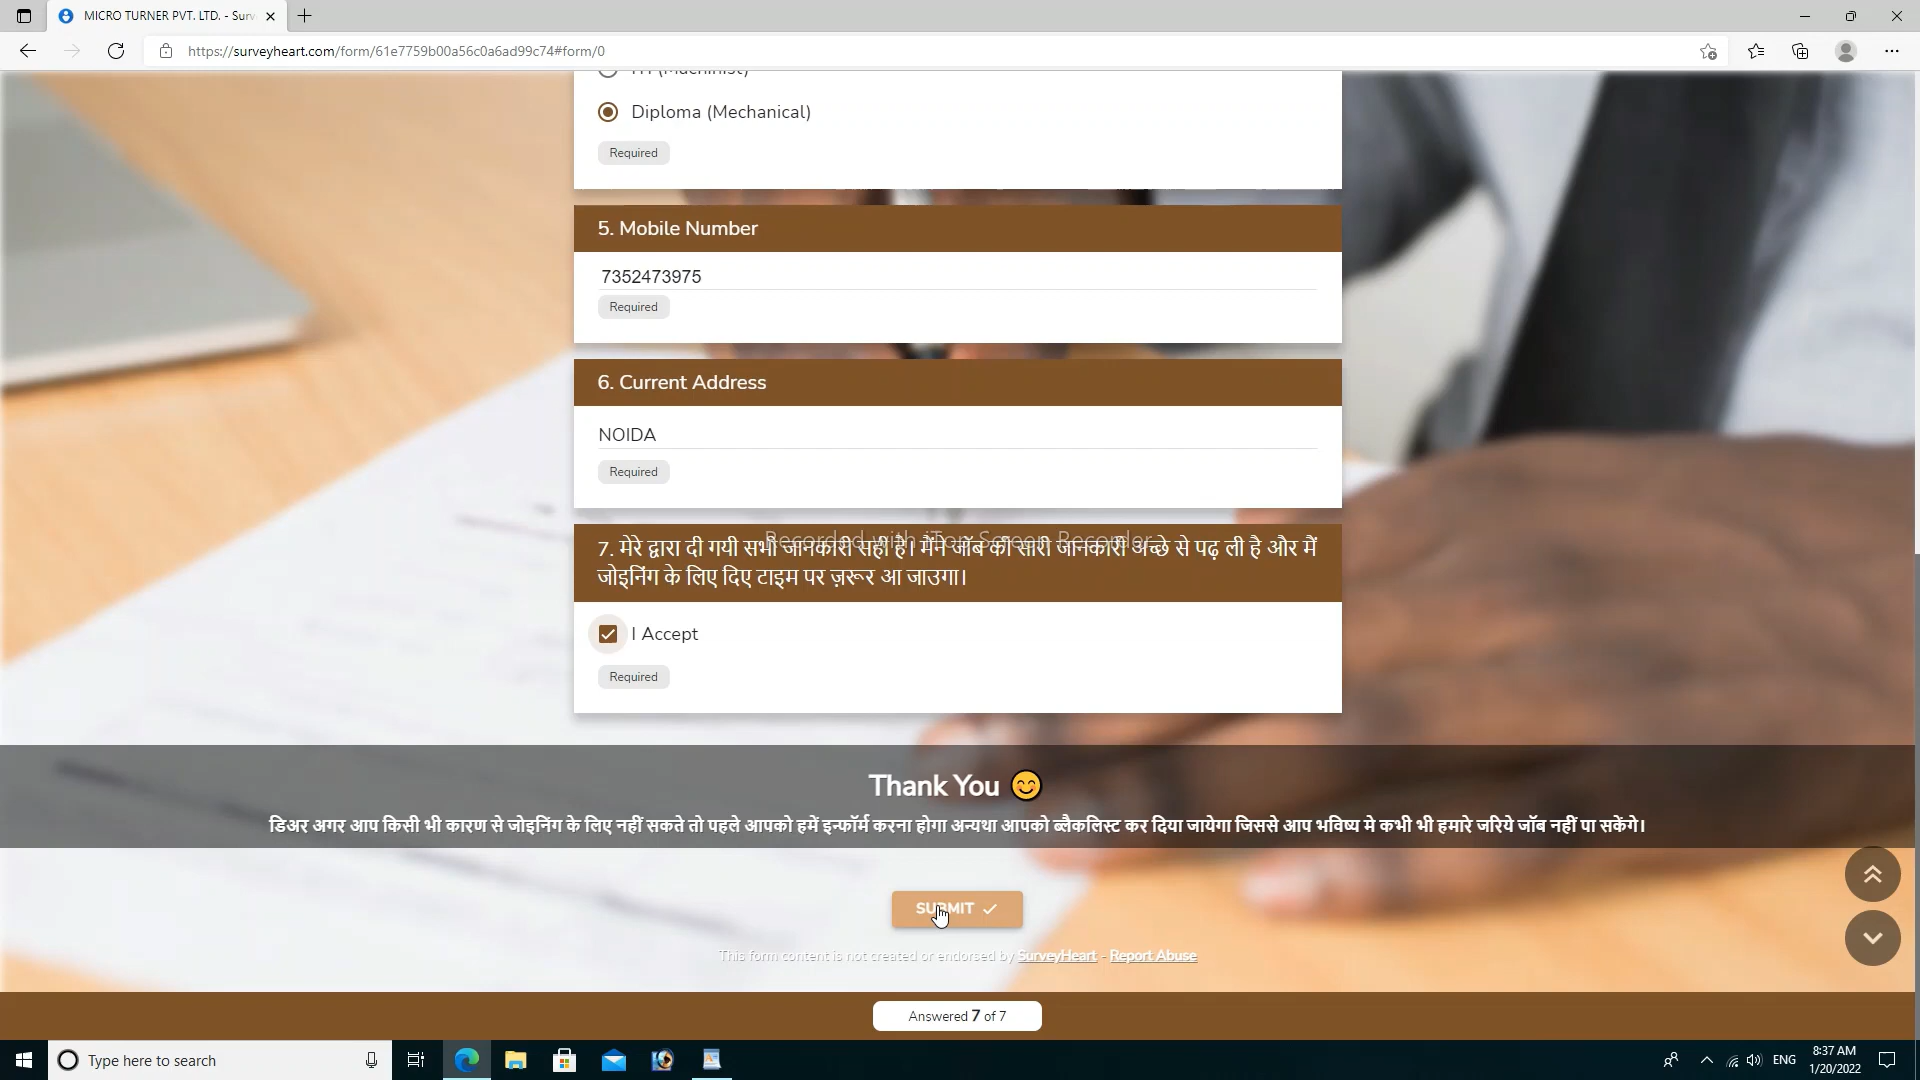 MICRO TURNER PVT. LTD. - Surv
https://surveyheart.com/form/61e7759b00a56c0a6ad99c74#form/0
Diploma (Mechanical)
Required
5. Mobile Number
7352473975
Required
6. Current Address
NOIDA
Required
Recorded with iTop Screen Recorder
7. मेरे द्वारा दी गयी सभी जानकारी सही है। मैंने जॉब की सारी जानकारी अच्छे से पढ़ ली है और मैं
जोइनिंग के लिए दिए टाइम पर ज़रूर आ जाउगा।
I Accept
Required
Thank You 😊
डिअर अगर आप किसी भी कारण से जोइनिंग के लिए नहीं सकते तो पहले आपको हमें इन्फॉर्म करना होगा अन्यथा आपको ब्लैकलिस्ट कर दिया जायेगा जिससे आप भविष्य मे कभी भी हमारे जरिये जॉब नहीं पा सकेंगे।
SUBMIT
This form content is not created or endorsed by SurveyHeart - Report Abuse
Answered 7 of 7
Type here to search
ENG
8:37 AM
1/20/2022